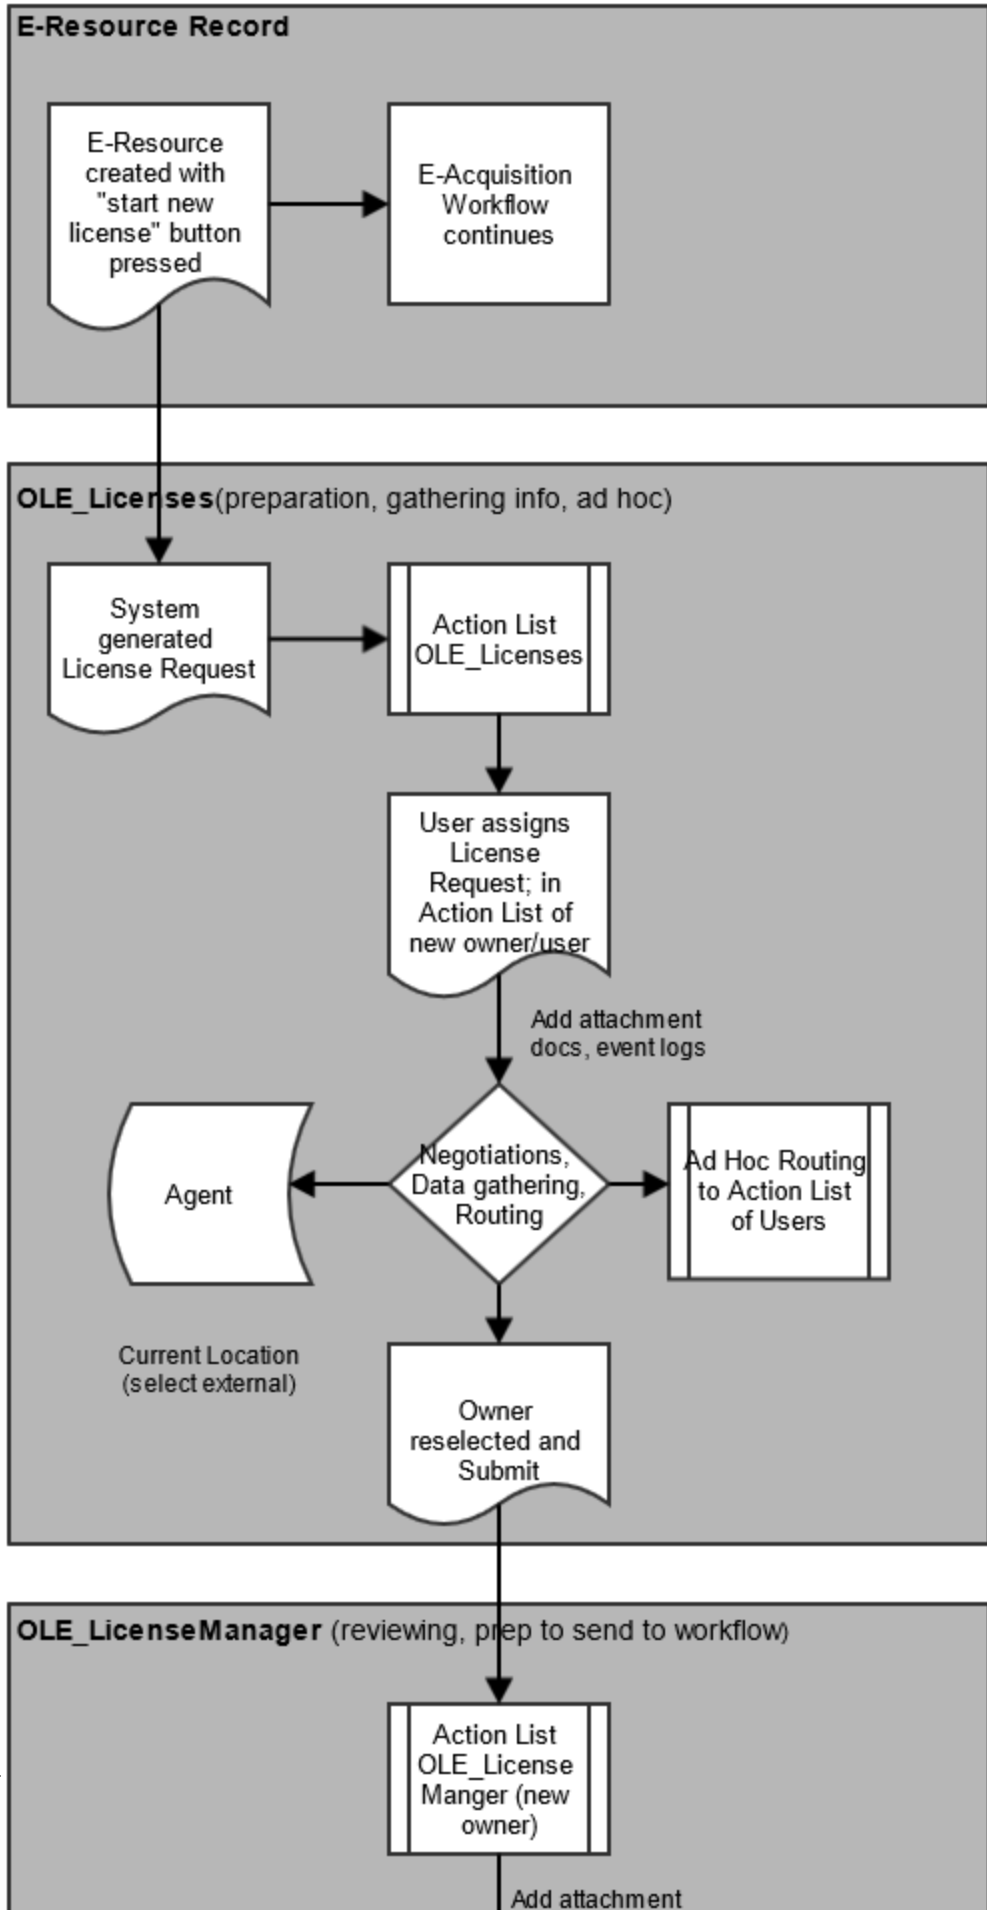 E-Resource Record
E-Resource
created with
"start new
license" button
pressed
E-Acquisition
Workflow
continues
OLE_Licenses(preparation, gathering info, ad hoc)
System
generated
License Request
Action List
OLE_Licenses
User assigns
License
Request; in
Action List of
new owner/user
Add attachment
docs, event logs
Agent
Negotiations,
Data gathering,
Routing
Ad Hoc Routing
to Action List
of Users
Current Location
(select external)
Owner
reselected and
Submit
OLE_LicenseManager (reviewing, prep to send to workflow)
Action List
OLE_License
Manger (new
owner)
Add attachment